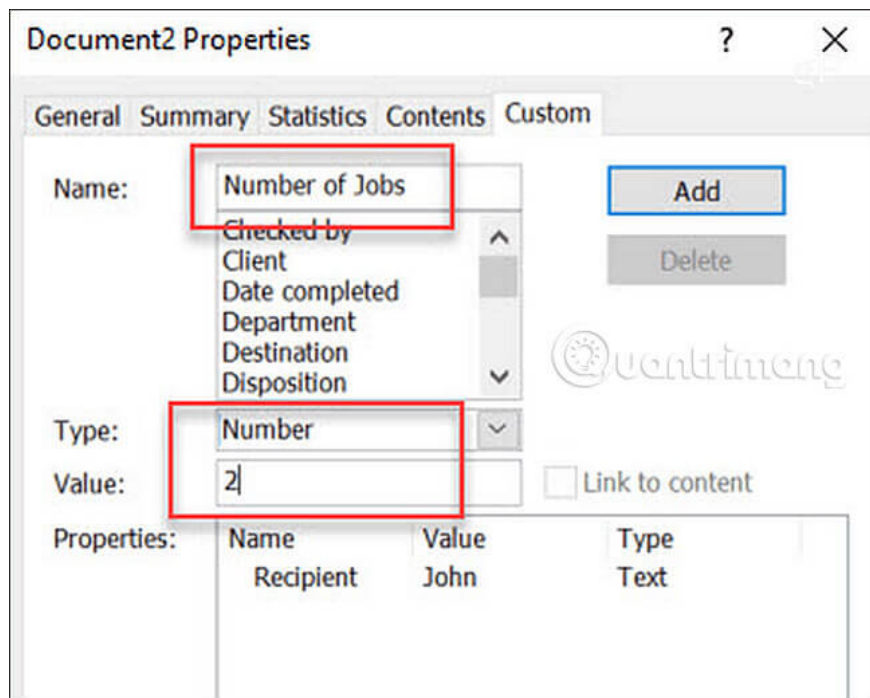 Document2 Properties ?
General Summary Statistics Contents Custom
Name: Number of Jobs Add
Checked by
Client Delete
Date completed
Department
Destination
Disposition
Quantrimang
Type: Number
Value: 2 Link to content
Properties: Name Value Type
Recipient John Text